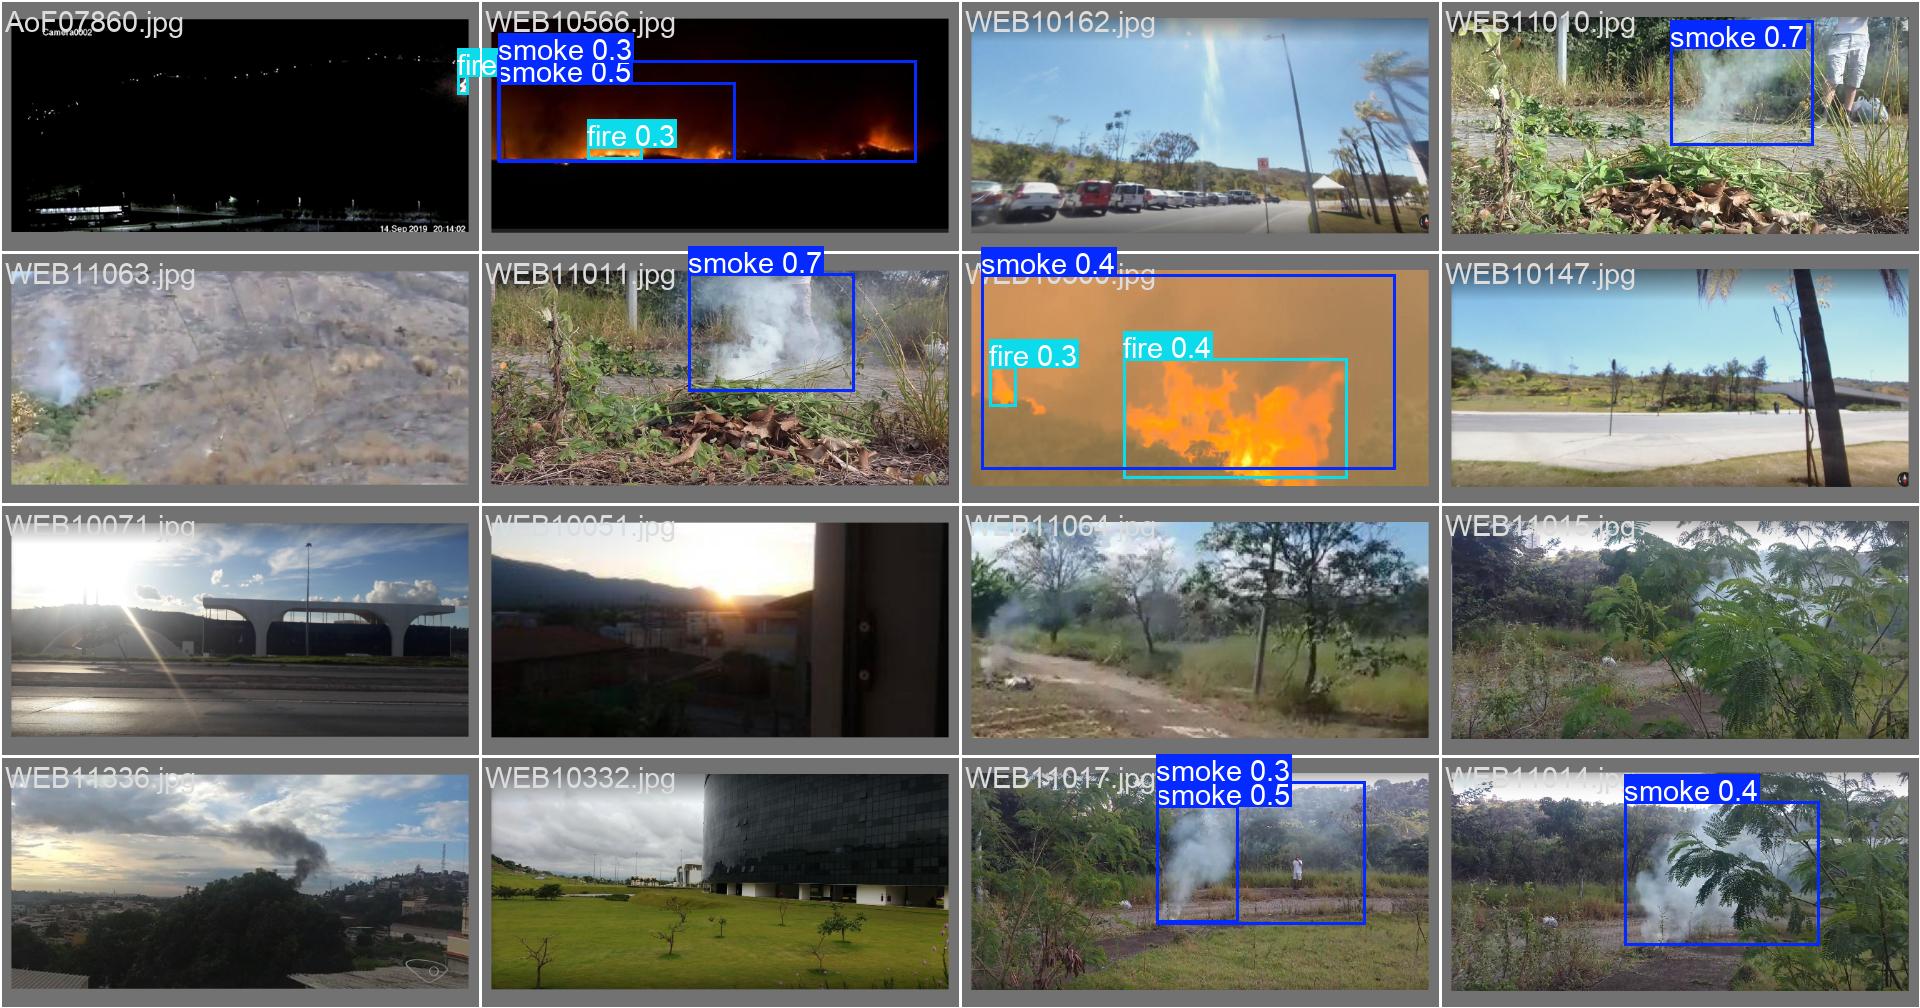 AoF07860.jpg
Camera0002
fire
14 Sep 2019 20:14:02
WEB10566.jpg
smoke 0.3
smoke 0.5
fire 0.3
WEB10162.jpg
WEB11010.jpg
smoke 0.7
WEB11063.jpg
WEB11011.jpg
smoke 0.7
smoke 0.4
fire 0.3
fire 0.4
WEB10147.jpg
WEB10071.jpg
WEB10051.jpg
WEB11064.jpg
WEB11015.jpg
WEB11336.jpg
WEB10332.jpg
WEB11017.jpg
smoke 0.3
smoke 0.5
WEB11014.jpg
smoke 0.4